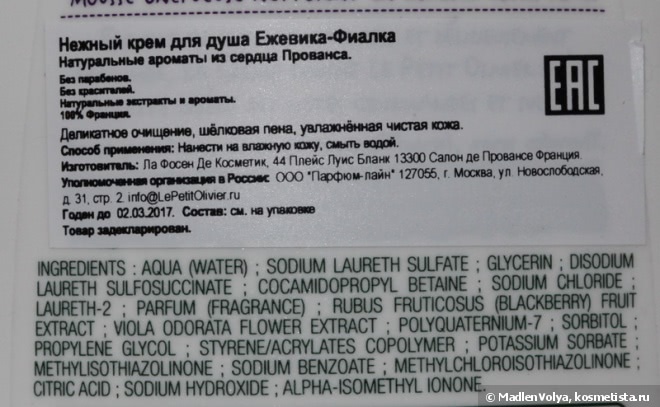 Нежный крем для душа Ежевика-Фиалка
Натуральные ароматы из сердца Прованса.
Без парабенов.
Без красителей.
Натуральные экстракты и ароматы.
100% Франция.
EAC
Деликатное очищение, шёлковая пена, увлажнённая чистая кожа.
Способ применения: Нанести на влажную кожу, смыть водой.
Изготовитель: Ла Фосен Де Косметик, 44 Плейс Луис Бланк 13300 Салон де Провансе Франция.
Уполномоченная организация в России: ООО "Парфюм-лайн" 127055, г. Москва, ул. Новослободская,
д. 31, стр. 2. info@LePetitOlivier.ru
Годен до 02.03.2017. Состав: см. на упаковке
Товар задекларирован.
INGREDIENTS : AQUA (WATER) ; SODIUM LAURETH SULFATE ; GLYCERIN ; DISODIUM
LAURETH SULFOSUCCINATE ; COCAMIDOPROPYL BETAINE ; SODIUM CHLORIDE ;
LAURETH-2 ; PARFUM (FRAGRANCE) ; RUBUS FRUTICOSUS (BLACKBERRY) FRUIT
EXTRACT ; VIOLA ODORATA FLOWER EXTRACT ; POLYQUATERNIUM-7 ; SORBITOL ;
PROPYLENE GLYCOL ; STYRENE/ACRYLATES COPOLYMER ; POTASSIUM SORBATE ;
METHYLISOTHIAZOLINONE ; SODIUM BENZOATE ; METHYLCHLOROISOTHIAZOLINONE ;
CITRIC ACID ; SODIUM HYDROXIDE ; ALPHA-ISOMETHYL IONONE.
© MadlenVolya, kosmetista.ru